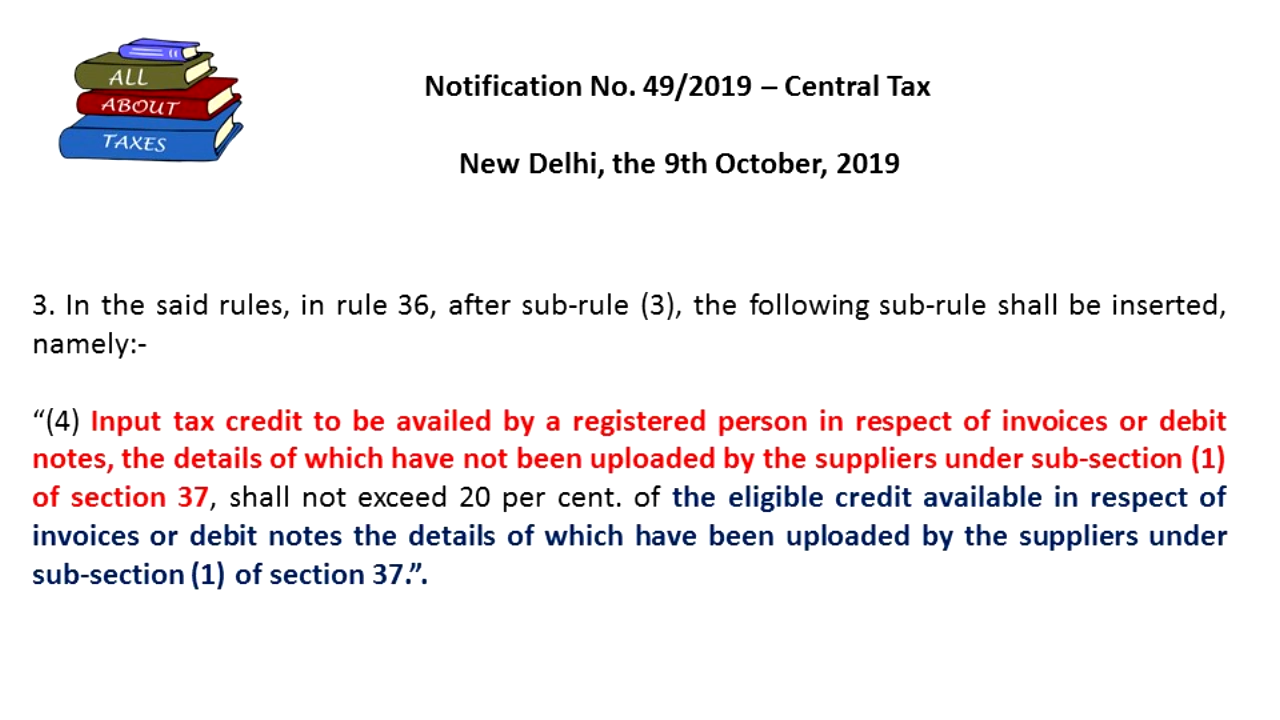 ALL
ABOUT
TAXES
Notification No. 49/2019 – Central Tax
New Delhi, the 9th October, 2019
3. In the said rules, in rule 36, after sub-rule (3), the following sub-rule shall be inserted,
namely:-
“(4) Input tax credit to be availed by a registered person in respect of invoices or debit
notes, the details of which have not been uploaded by the suppliers under sub-section (1)
of section 37, shall not exceed 20 per cent. of the eligible credit available in respect of
invoices or debit notes the details of which have been uploaded by the suppliers under
sub-section (1) of section 37.”.